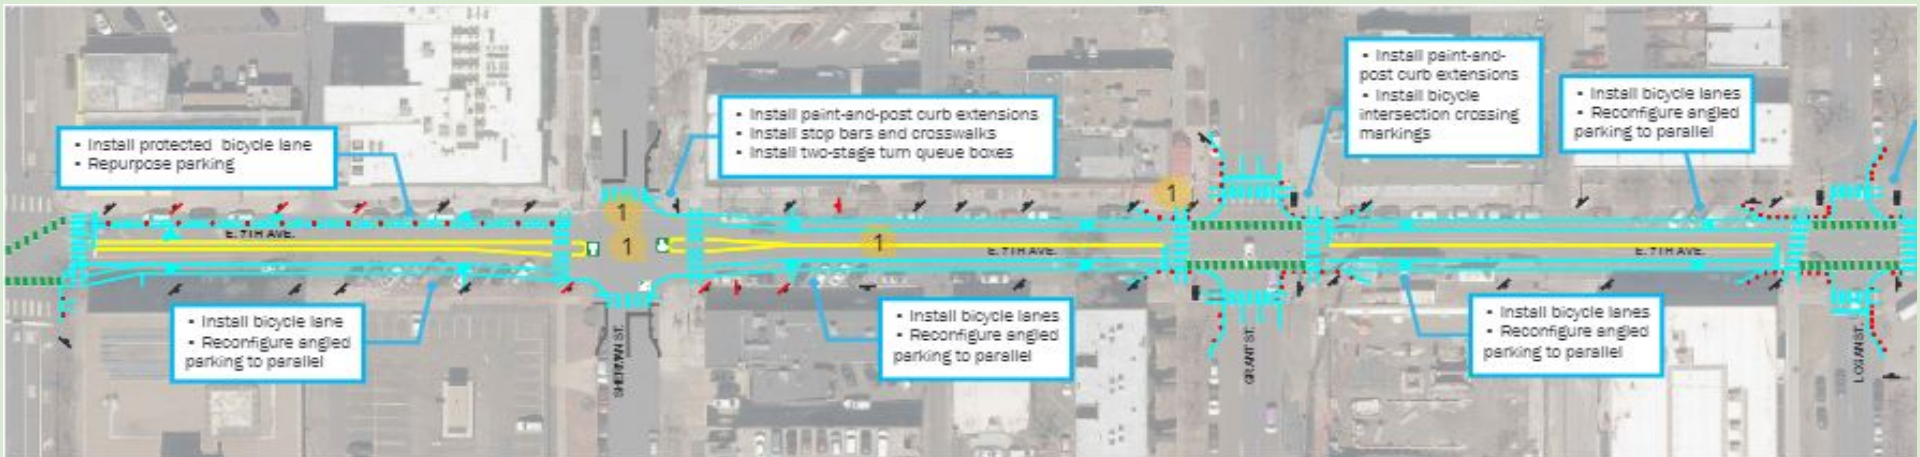 ▪ Install protected bicycle lane
▪ Repurpose parking
▪ Install paint-and-post curb extensions
▪ Install stop bars and crosswalks
▪ Install two-stage turn queue boxes
▪ Install paint-and-
post curb extensions
▪ Install bicycle
intersection crossing
markings
▪ Install bicycle lanes
▪ Reconfigure angled
parking to parallel
1
1
1
1
E. 7TH AVE.
E. 7TH AVE.
E. 7TH AVE.
▪ Install bicycle lane
▪ Reconfigure angled
parking to parallel
▪ Install bicycle lanes
▪ Reconfigure angled
parking to parallel
▪ Install bicycle lanes
▪ Reconfigure angled
parking to parallel
SHERMAN ST.
GRANT ST.
LOGAN ST.